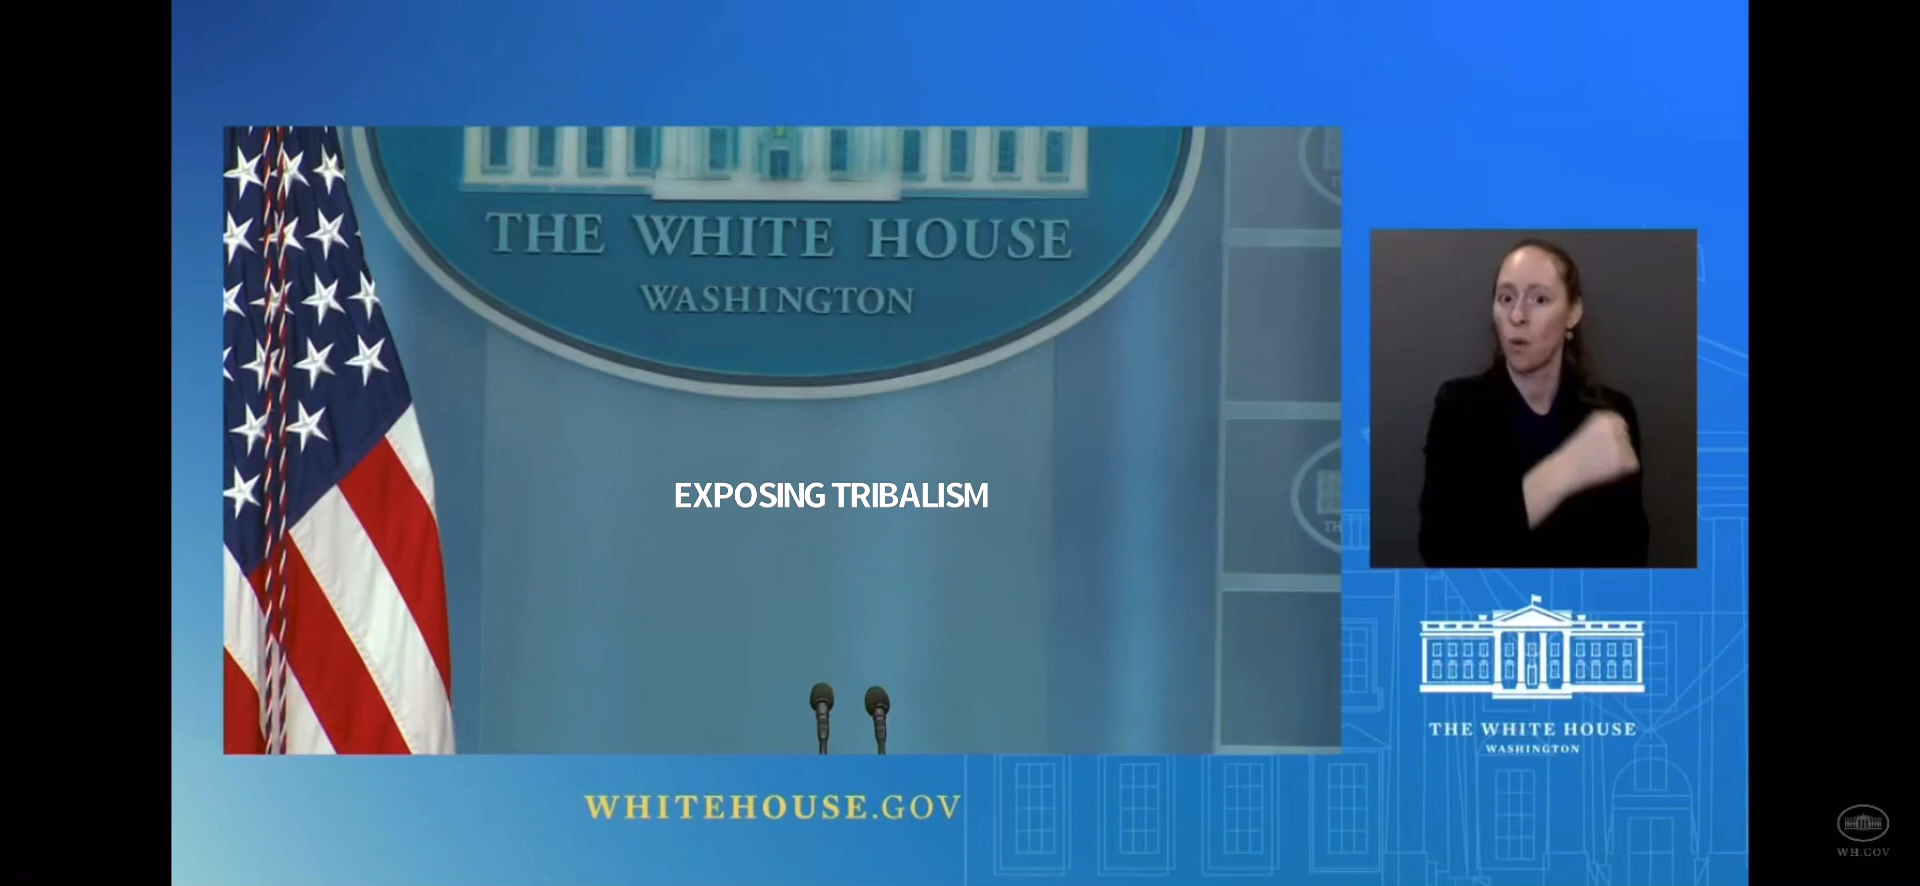 THE WHITE HOUSE
WASHINGTON
EXPOSING TRIBALISM
WHITEHOUSE.GOV
THE WHITE HOUSE
WASHINGTON
WH.GOV